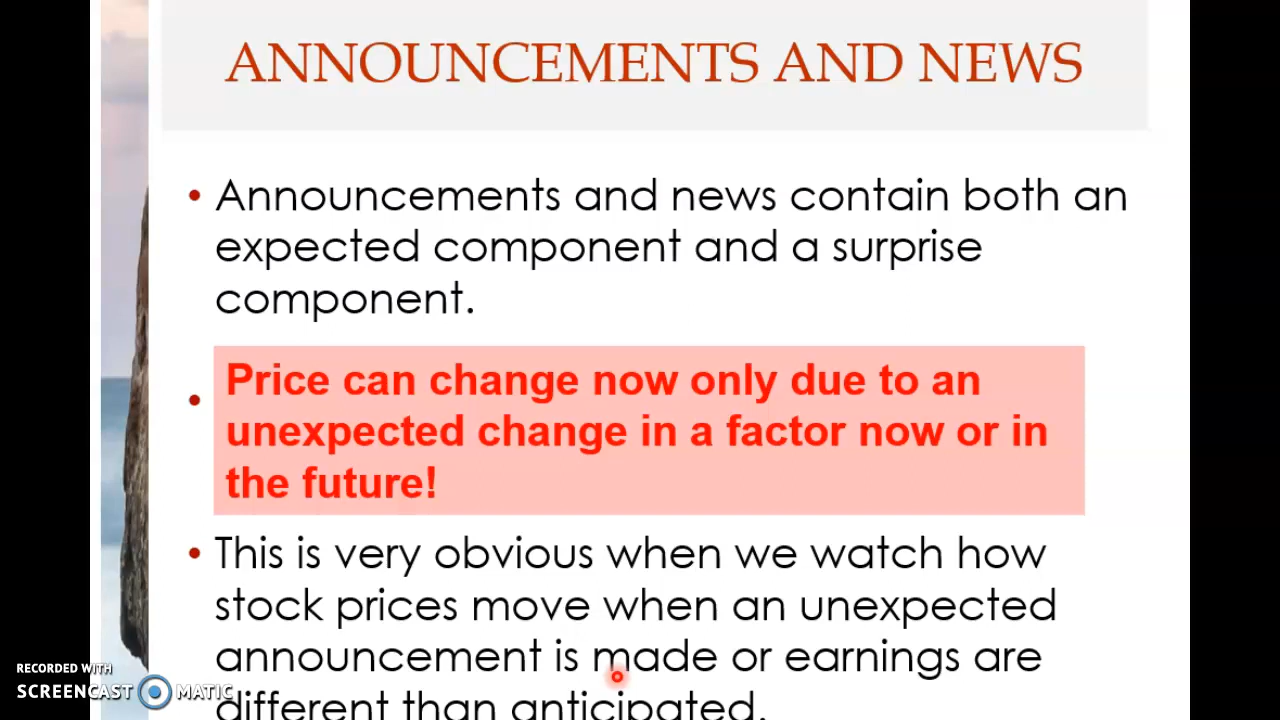 ANNOUNCEMENTS AND NEWS
• Announcements and news contain both an
expected component and a surprise
component.
• Price can change now only due to an
unexpected change in a factor now or in
the future!
• This is very obvious when we watch how
stock prices move when an unexpected
announcement is made or earnings are
different than anticipated.
RECORDED WITH
SCREENCAST MATIC